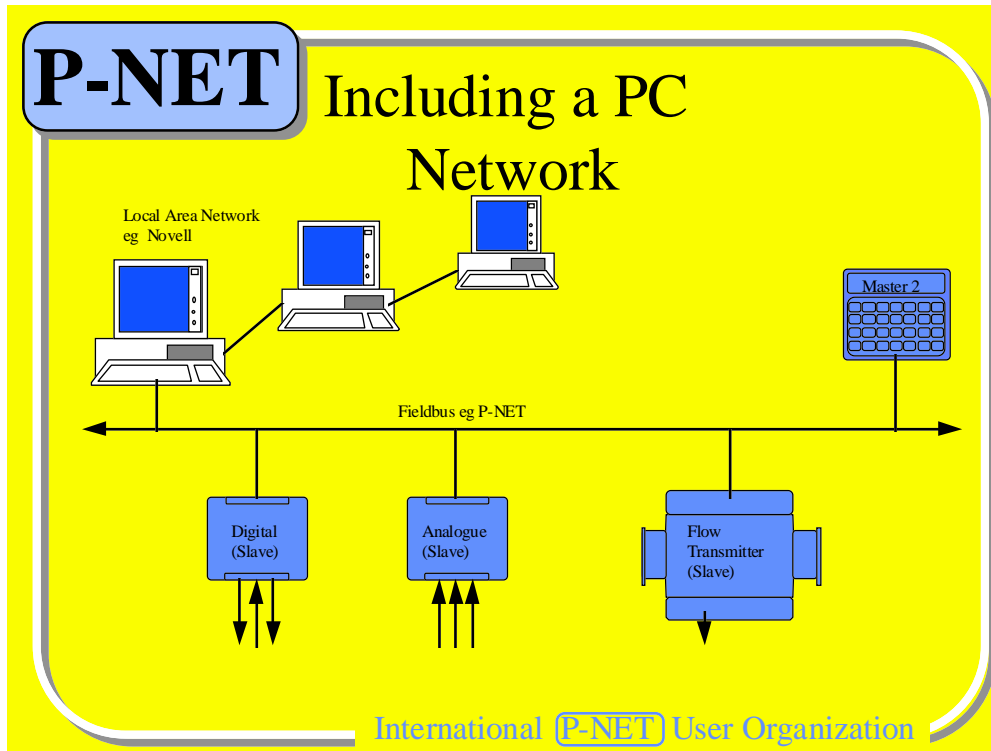 P-NET
Including a PC
Network
Local Area Network
eg Novell
Master 2
Fieldbus eg P-NET
Digital
(Slave)
Analogue
(Slave)
Flow
Transmitter
(Slave)
International P-NET User Organization